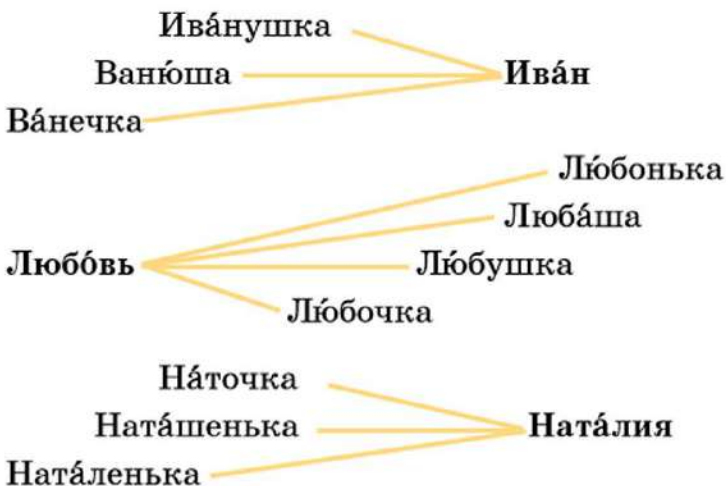 Ива́нушка
Ваню́ша Ива́н
Ва́нечка
Лю́бонька
Люба́ша
Любо́вь Лю́бушка
Лю́бочка
На́точка
Ната́шенька Ната́лия
Ната́ленька